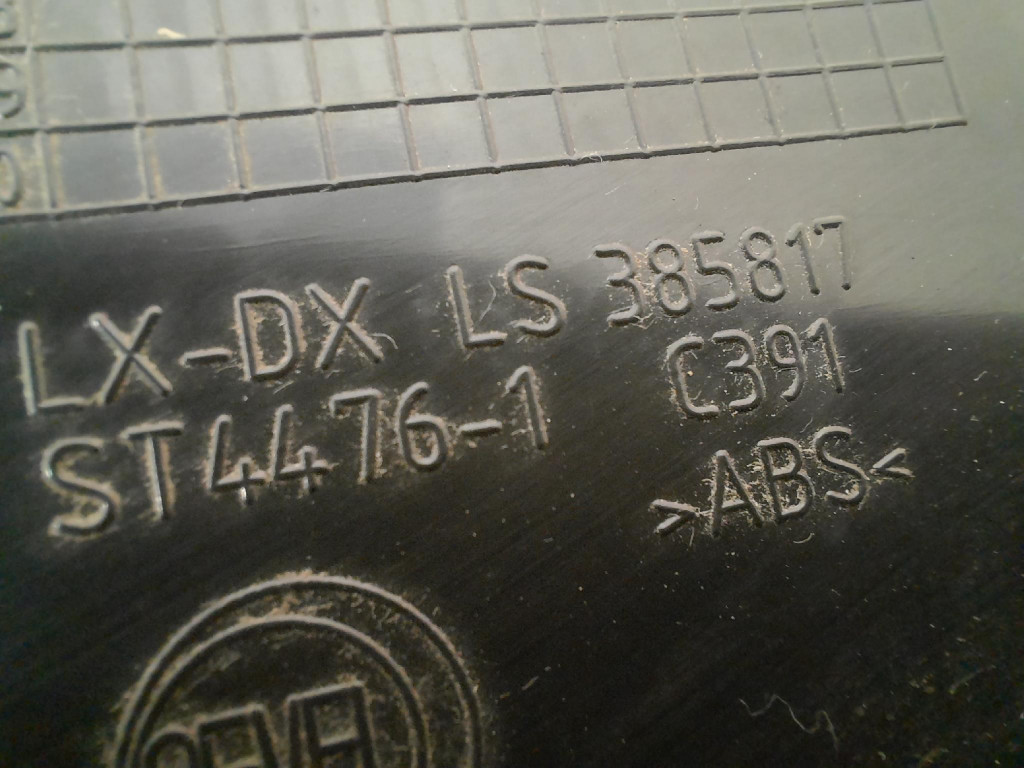 LX-DX LS 385817
ST4476-1 C391
>ABS<